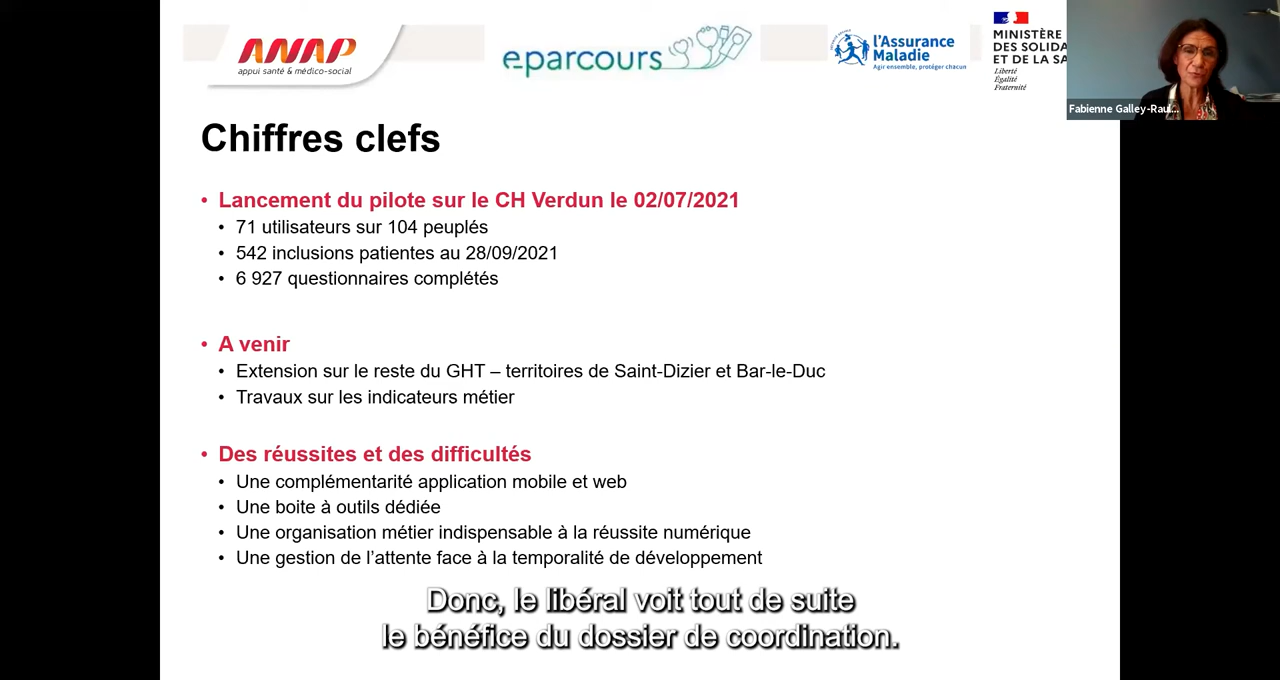 ANAP
appui santé & médico-social
e-parcours
l'Assurance
Maladie
Agir ensemble, protéger chacun
MINISTÈRE
DES SOLIDA
ET DE LA SA
Liberté
Égalité
Fraternité
Fabienne Galley-Raul...
Chiffres clefs
• Lancement du pilote sur le CH Verdun le 02/07/2021
• 71 utilisateurs sur 104 peuplés
• 542 inclusions patientes au 28/09/2021
• 6 927 questionnaires complétés
• A venir
• Extension sur le reste du GHT – territoires de Saint-Dizier et Bar-le-Duc
• Travaux sur les indicateurs métier
• Des réussites et des difficultés
• Une complémentarité application mobile et web
• Une boite à outils dédiée
• Une organisation métier indispensable à la réussite numérique
• Une gestion de l'attente face à la temporalité de développement
Donc, le libéral voit tout de suite
le bénéfice du dossier de coordination.